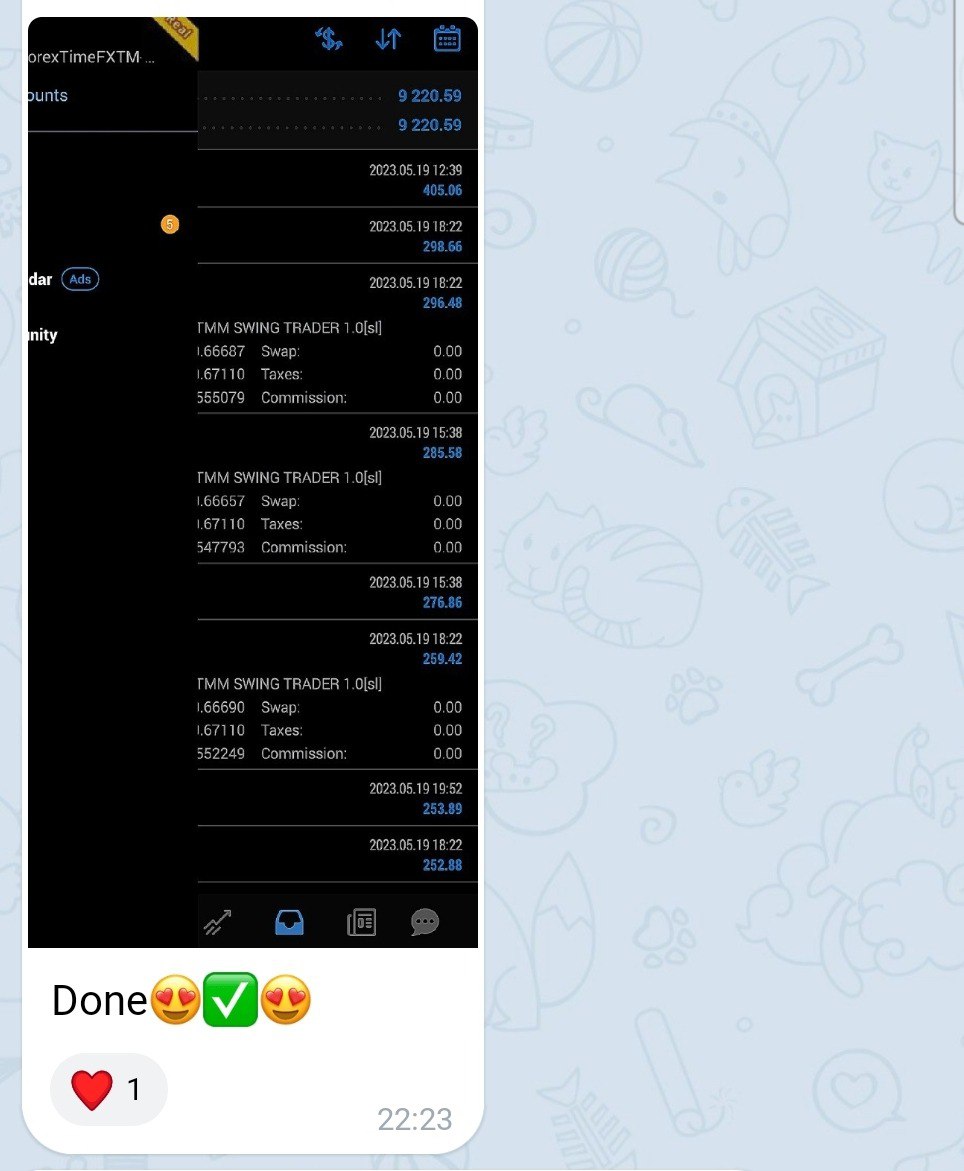 Real
orexTimeFXTM ...
ounts
9 220.59
9 220.59
2023.05.19 12:39
405.06
5
2023.05.19 18:22
298.66
dar Ads
2023.05.19 18:22
296.48
nity
TMM SWING TRADER 1.0[sl]
.66687 Swap: 0.00
.67110 Taxes: 0.00
555079 Commission: 0.00
2023.05.19 15:38
285.58
TMM SWING TRADER 1.0[sl]
.66657 Swap: 0.00
.67110 Taxes: 0.00
547793 Commission: 0.00
2023.05.19 15:38
276.86
2023.05.19 18:22
259.42
TMM SWING TRADER 1.0[sl]
.66690 Swap: 0.00
.67110 Taxes: 0.00
552249 Commission: 0.00
2023.05.19 19:52
253.89
2023.05.19 18:22
252.88
Done😍✅😍
❤️ 1
22:23